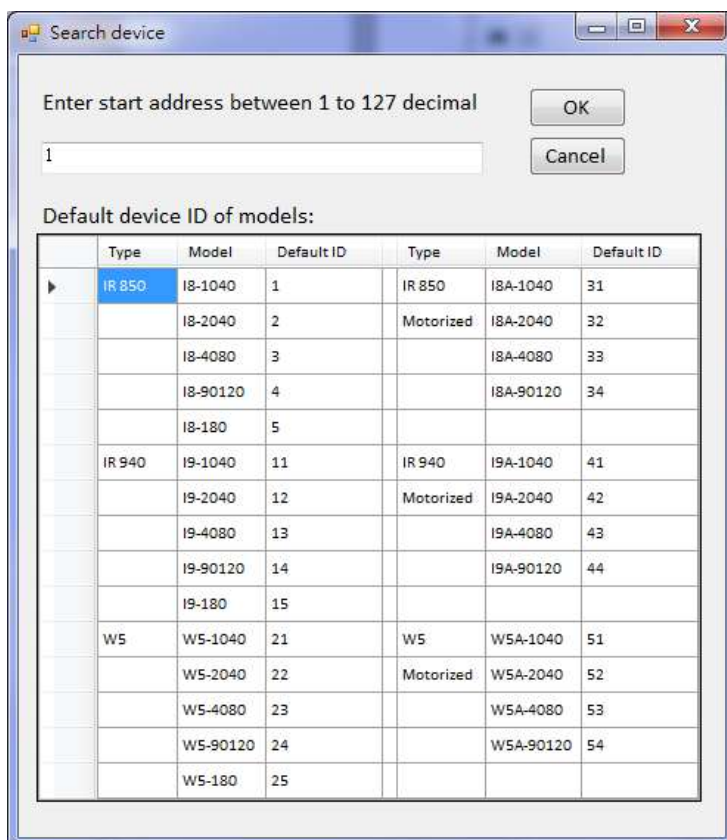 Search device
Enter start address between 1 to 127 decimal
OK
1
Cancel
Default device ID of models:
Type Model Default ID Type Model Default ID
IR 850 I8-1040 1 IR 850 I8A-1040 31
I8-2040 2 Motorized I8A-2040 32
I8-4080 3 I8A-4080 33
I8-90120 4 I8A-90120 34
I8-180 5
IR 940 I9-1040 11 IR 940 I9A-1040 41
I9-2040 12 Motorized I9A-2040 42
I9-4080 13 I9A-4080 43
I9-90120 14 I9A-90120 44
I9-180 15
W5 W5-1040 21 W5 W5A-1040 51
W5-2040 22 Motorized W5A-2040 52
W5-4080 23 W5A-4080 53
W5-90120 24 W5A-90120 54
W5-180 25